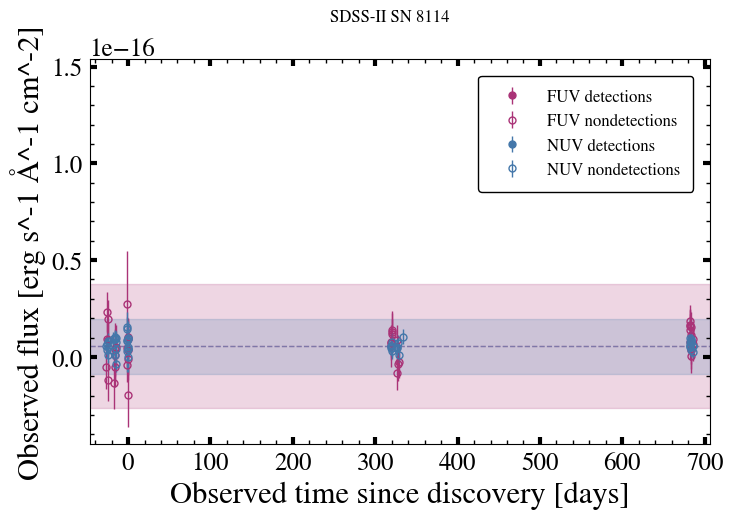 SDSS-II SN 8114
1e−16
1.5
1.0
0.5
0.0
Observed flux [erg s^-1 Å^-1 cm^-2]
FUV detections
FUV nondetections
NUV detections
NUV nondetections
0 100 200 300 400 500 600 700
Observed time since discovery [days]